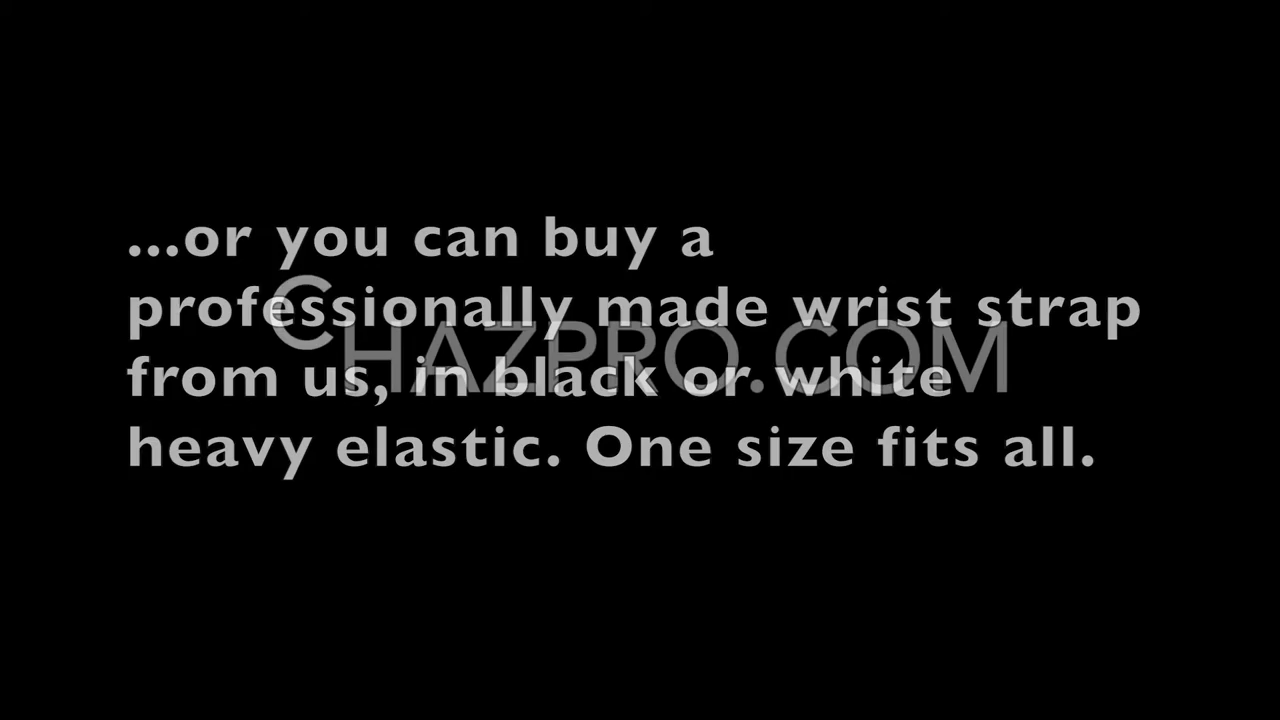 ...or you can buy a
professionally made wrist strap
from us, in black or white
heavy elastic. One size fits all.
CHAZPRO.COM